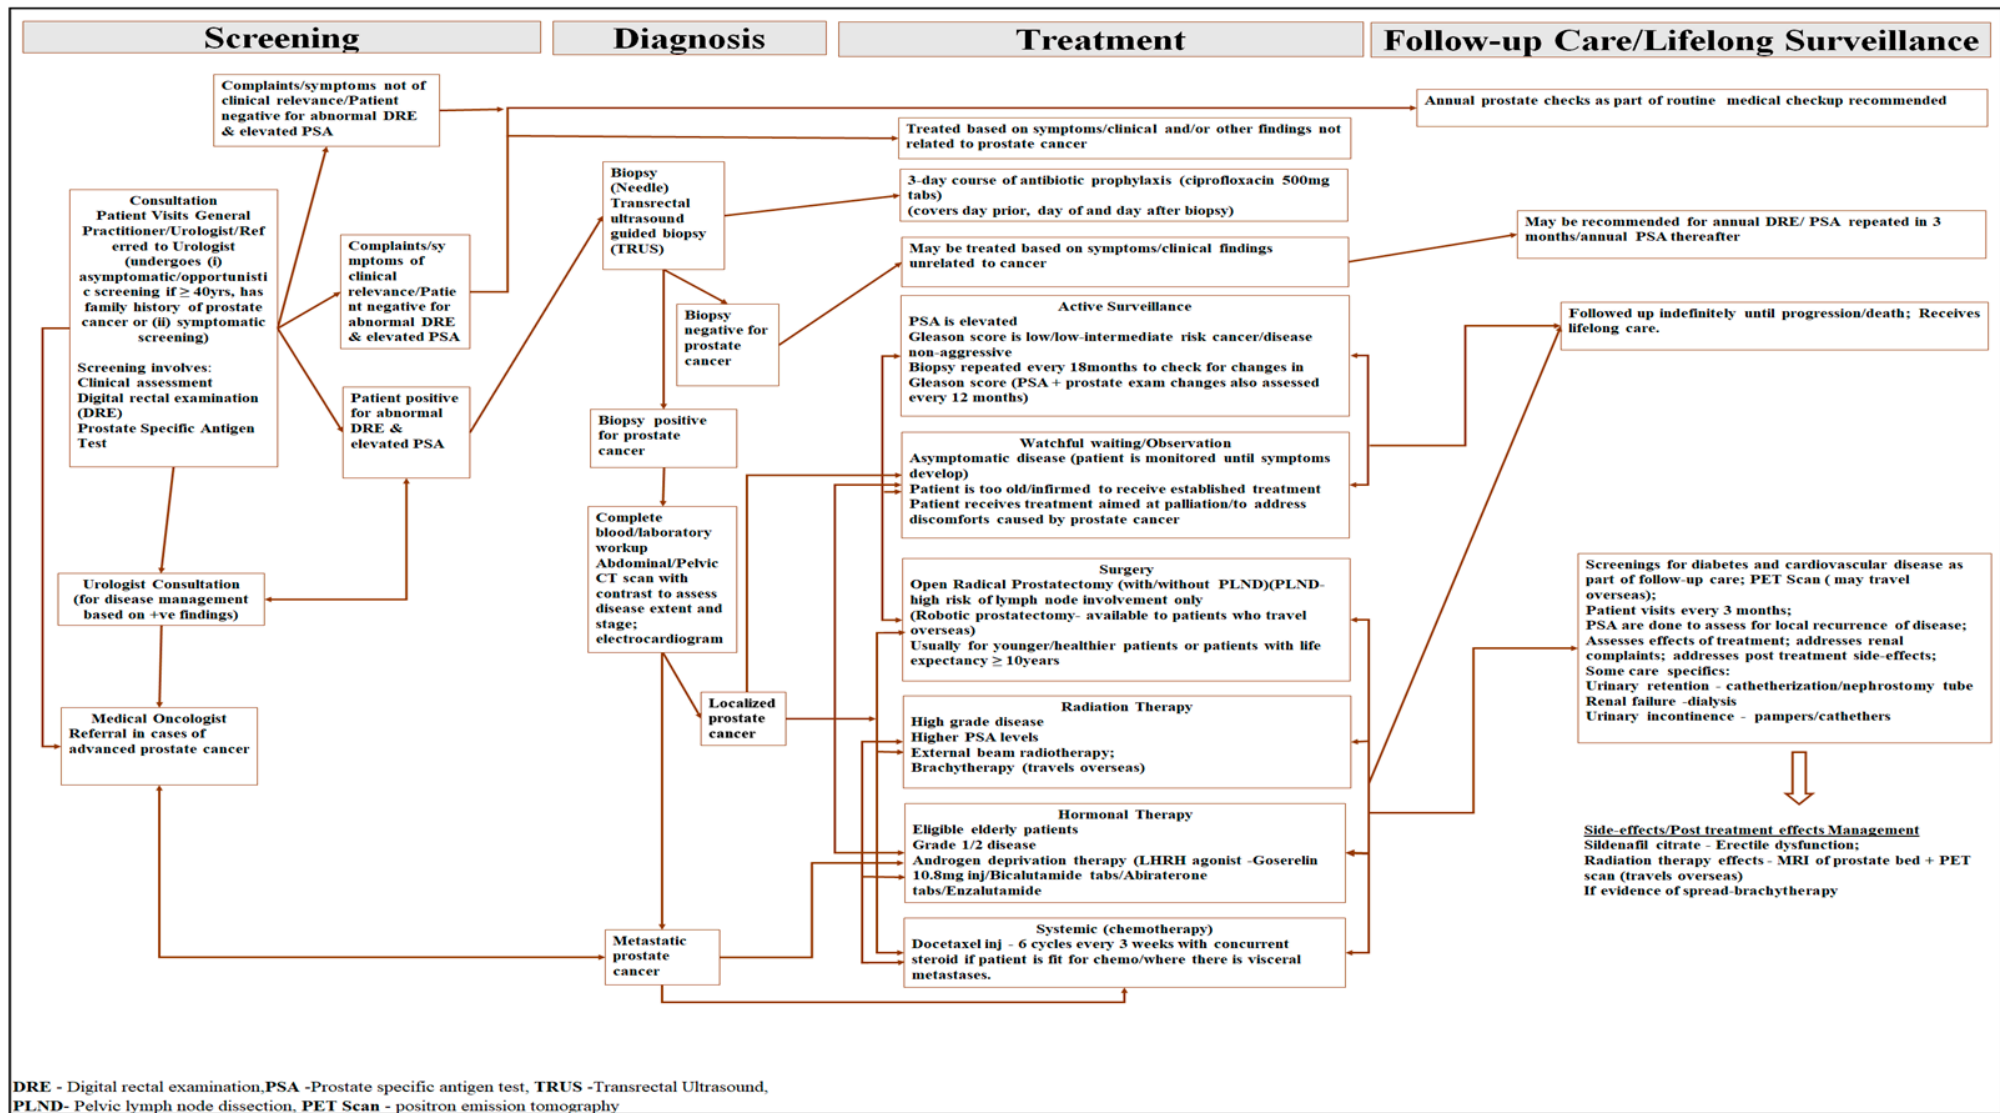 Screening
Diagnosis
Treatment
Follow-up Care/Lifelong Surveillance
Complaints/symptoms not of
clinical relevance/Patient
negative for abnormal DRE
& elevated PSA
Consultation
Patient Visits General
Practitioner/Urologist/Ref
erred to Urologist
(undergoes (i)
asymptomatic/opportunisti
c screening if ≥ 40yrs, has
family history of prostate
cancer or (ii) symptomatic
screening)
Screening involves:
Clinical assessment
Digital rectal examination
(DRE)
Prostate Specific Antigen
Test
Complaints/sy
mptoms of
clinical
relevance/Patie
nt negative for
abnormal DRE
& elevated PSA
Patient positive
for abnormal
DRE &
elevated PSA
Urologist Consultation
(for disease management
based on +ve findings)
Medical Oncologist
Referral in cases of
advanced prostate cancer
Biopsy
(Needle)
Transrectal
ultrasound
guided biopsy
(TRUS)
Biopsy
negative for
prostate
cancer
Biopsy positive
for prostate
cancer
Complete
blood/laboratory
workup
Abdominal/Pelvic
CT scan with
contrast to assess
disease extent and
stage;
electrocardiogram
Localized
prostate
cancer
Metastatic
prostate
cancer
Treated based on symptoms/clinical and/or other findings not
related to prostate cancer
3-day course of antibiotic prophylaxis (ciprofloxacin 500mg
tabs)
(covers day prior, day of and day after biopsy)
May be treated based on symptoms/clinical findings
unrelated to cancer
Active Surveillance
PSA is elevated
Gleason score is low/low-intermediate risk cancer/disease
non-aggressive
Biopsy repeated every 18months to check for changes in
Gleason score (PSA + prostate exam changes also assessed
every 12 months)
Watchful waiting/Observation
Asymptomatic disease (patient is monitored until symptoms
develop)
Patient is too old/infirmed to receive established treatment
Patient receives treatment aimed at palliation/to address
discomforts caused by prostate cancer
Surgery
Open Radical Prostatectomy (with/without PLND)(PLND-
high risk of lymph node involvement only
(Robotic prostatectomy- available to patients who travel
overseas)
Usually for younger/healthier patients or patients with life
expectancy ≥ 10years
Radiation Therapy
High grade disease
Higher PSA levels
External beam radiotherapy;
Brachytherapy (travels overseas)
Hormonal Therapy
Eligible elderly patients
Grade 1/2 disease
Androgen deprivation therapy (LHRH agonist -Goserelin
10.8mg inj/Bicalutamide tabs/Abiraterone
tabs/Enzalutamide
Systemic (chemotherapy)
Docetaxel inj - 6 cycles every 3 weeks with concurrent
steroid if patient is fit for chemo/where there is visceral
metastases.
Annual prostate checks as part of routine medical checkup recommended
May be recommended for annual DRE/ PSA repeated in 3
months/annual PSA thereafter
Followed up indefinitely until progression/death; Receives
lifelong care.
Screenings for diabetes and cardiovascular disease as
part of follow-up care; PET Scan ( may travel
overseas);
Patient visits every 3 months;
PSA are done to assess for local recurrence of disease;
Assesses effects of treatment; addresses renal
complaints; addresses post treatment side-effects;
Some care specifics:
Urinary retention - cathetherization/nephrostomy tube
Renal failure -dialysis
Urinary incontinence - pampers/cathethers
Side-effects/Post treatment effects Management
Sildenafil citrate - Erectile dysfunction;
Radiation therapy effects - MRI of prostate bed + PET
scan (travels overseas)
If evidence of spread-brachytherapy
DRE - Digital rectal examination,PSA -Prostate specific antigen test, TRUS -Transrectal Ultrasound,
PLND- Pelvic lymph node dissection, PET Scan - positron emission tomography